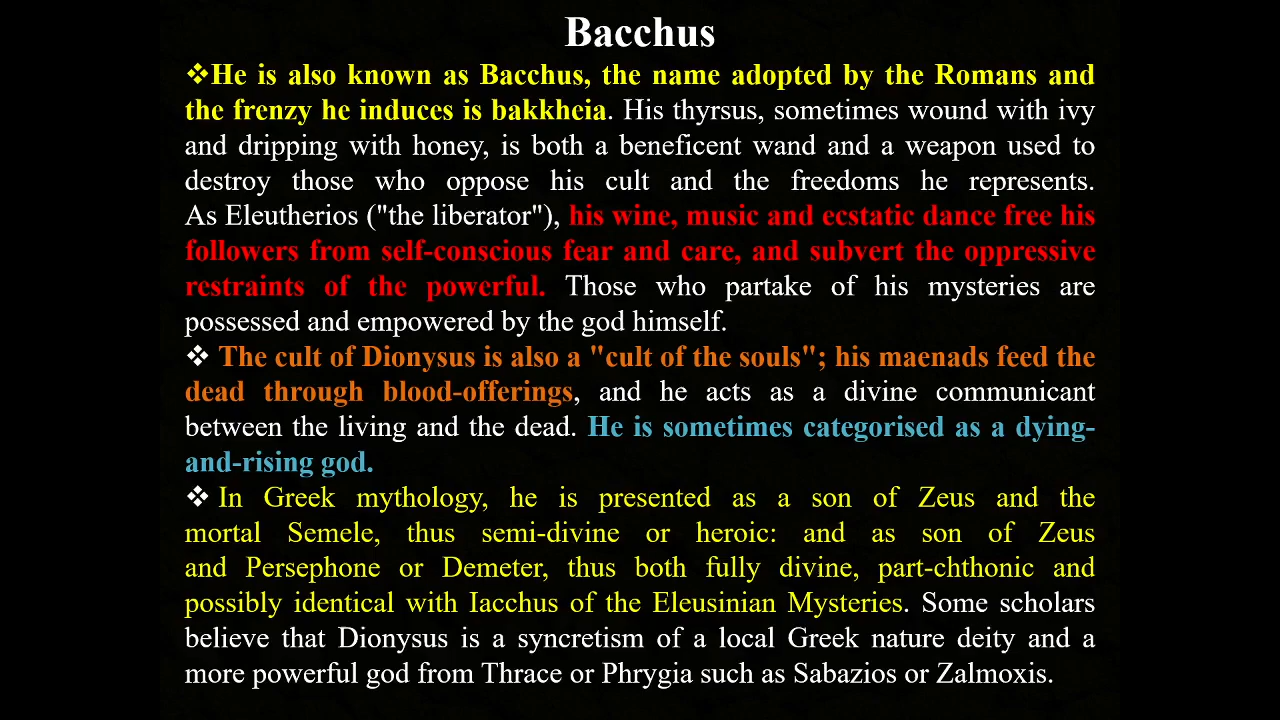 Bacchus
❖He is also known as Bacchus, the name adopted by the Romans and
the frenzy he induces is bakkheia. His thyrsus, sometimes wound with ivy
and dripping with honey, is both a beneficent wand and a weapon used to
destroy those who oppose his cult and the freedoms he represents.
As Eleutherios ("the liberator"), his wine, music and ecstatic dance free his
followers from self-conscious fear and care, and subvert the oppressive
restraints of the powerful. Those who partake of his mysteries are
possessed and empowered by the god himself.
❖ The cult of Dionysus is also a "cult of the souls"; his maenads feed the
dead through blood-offerings, and he acts as a divine communicant
between the living and the dead. He is sometimes categorised as a dying-
and-rising god.
❖ In Greek mythology, he is presented as a son of Zeus and the
mortal Semele, thus semi-divine or heroic: and as son of Zeus
and Persephone or Demeter, thus both fully divine, part-chthonic and
possibly identical with Iacchus of the Eleusinian Mysteries. Some scholars
believe that Dionysus is a syncretism of a local Greek nature deity and a
more powerful god from Thrace or Phrygia such as Sabazios or Zalmoxis.